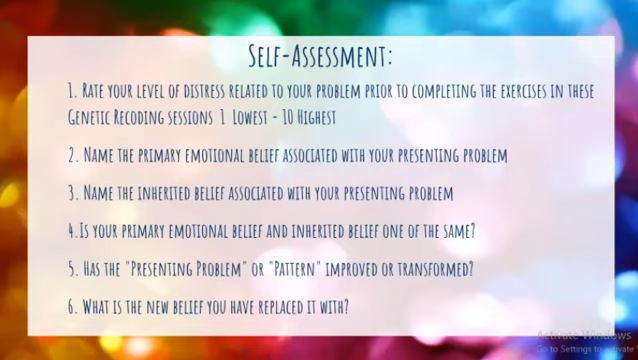 Self-Assessment:
1. Rate your level of distress related to your problem prior to completing the exercises in these
Genetic Recoding sessions 1 Lowest - 10 Highest
2. Name the primary emotional belief associated with your presenting problem
3. Name the inherited belief associated with your presenting problem
4.Is your primary emotional belief and inherited belief one of the same?
5. Has the "Presenting Problem" or "Pattern" improved or transformed?
6. What is the new belief you have replaced it with?
Activate Windows
Go to Settings to activate